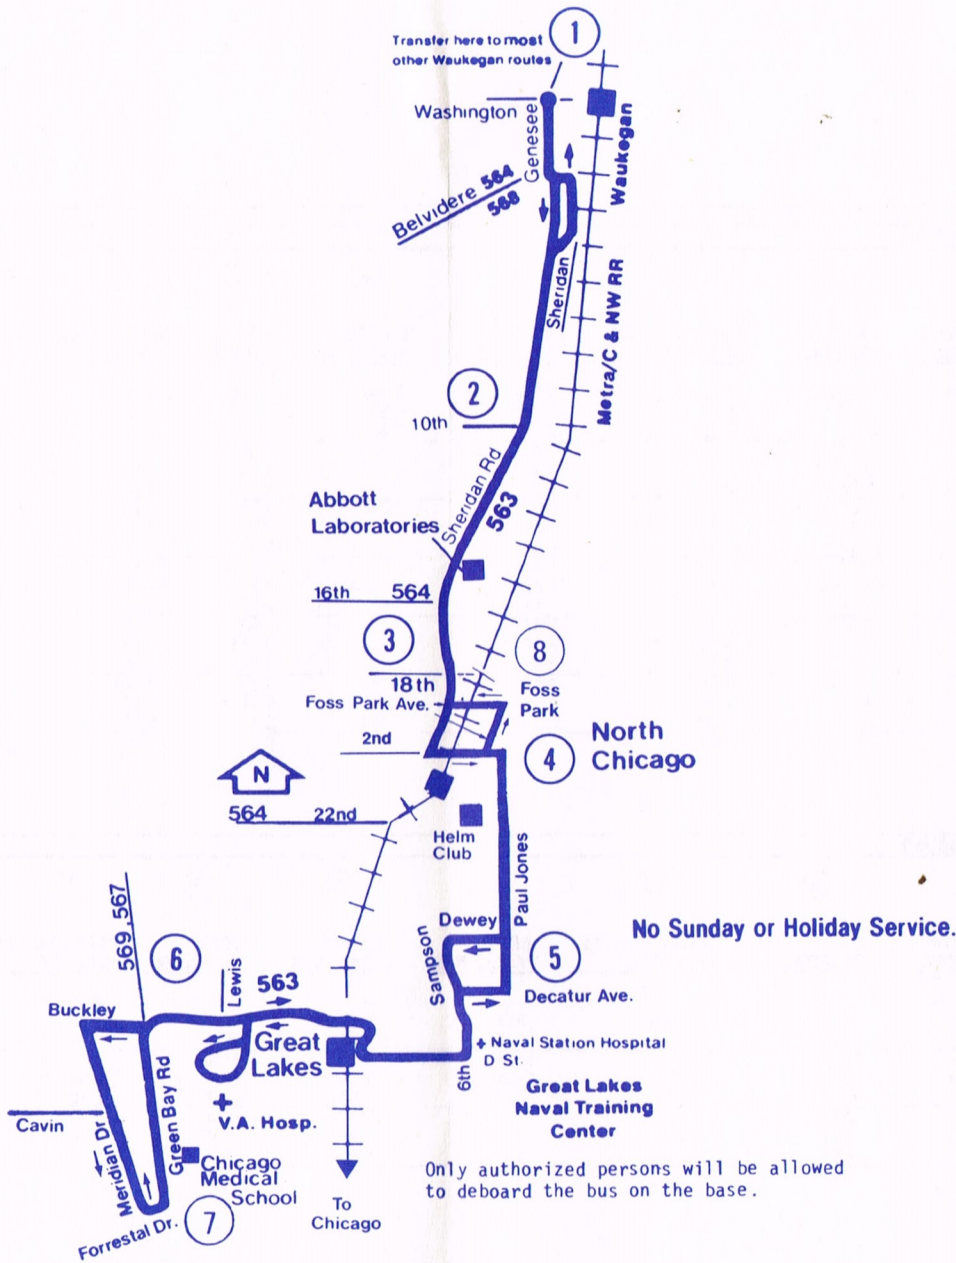 1
Transfer here to most
other Waukegan routes
Washington
Genesee
Waukegan
Belvidere 564
568
Sheridan
Metra/C & NW RR
2
10th
Sheridan Rd
563
Abbott
Laboratories
16th 564
3
8
18th
Foss Park Ave.
Foss
Park
2nd
4
North
Chicago
N
564 22nd
Helm
Club
Paul Jones
No Sunday or Holiday Service.
569,567
6
Dewey
5
Sampson
Lewis
563
Decatur Ave.
Buckley
Great
Lakes
Naval Station Hospital
D St.
6th
Great Lakes
Naval Training
Center
V.A. Hosp.
Cavin
Meridian Dr
Green Bay Rd
Chicago
Medical
School
7
Forrestal Dr.
To
Chicago
Only authorized persons will be allowed
to deboard the bus on the base.